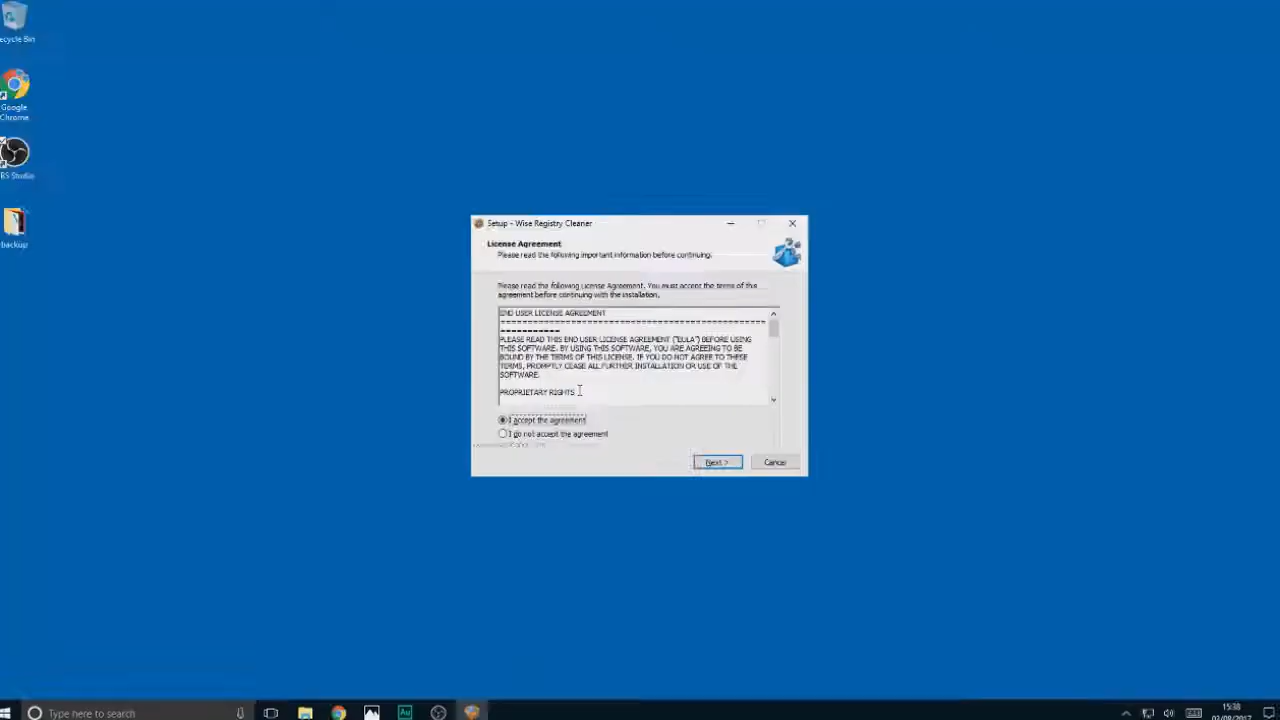 ecycle Bin
Google
Chrome
BS Studio
backup
Setup - Wise Registry Cleaner
License Agreement
Please read the following important information before continuing.
Please read the following License Agreement. You must accept the terms of this
agreement before continuing with the installation.
END USER LICENSE AGREEMENT
===========
PLEASE READ THIS END USER LICENSE AGREEMENT ("EULA") BEFORE USING
THIS SOFTWARE. BY USING THIS SOFTWARE, YOU ARE AGREEING TO BE
BOUND BY THE TERMS OF THIS LICENSE. IF YOU DO NOT AGREE TO THESE
TERMS, PROMPTLY CEASE ALL FURTHER INSTALLATION OR USE OF THE
SOFTWARE.
PROPRIETARY RIGHTS
I accept the agreement
I do not accept the agreement
Next >
Cancel
Type here to search
Au
15:38
03/08/2017